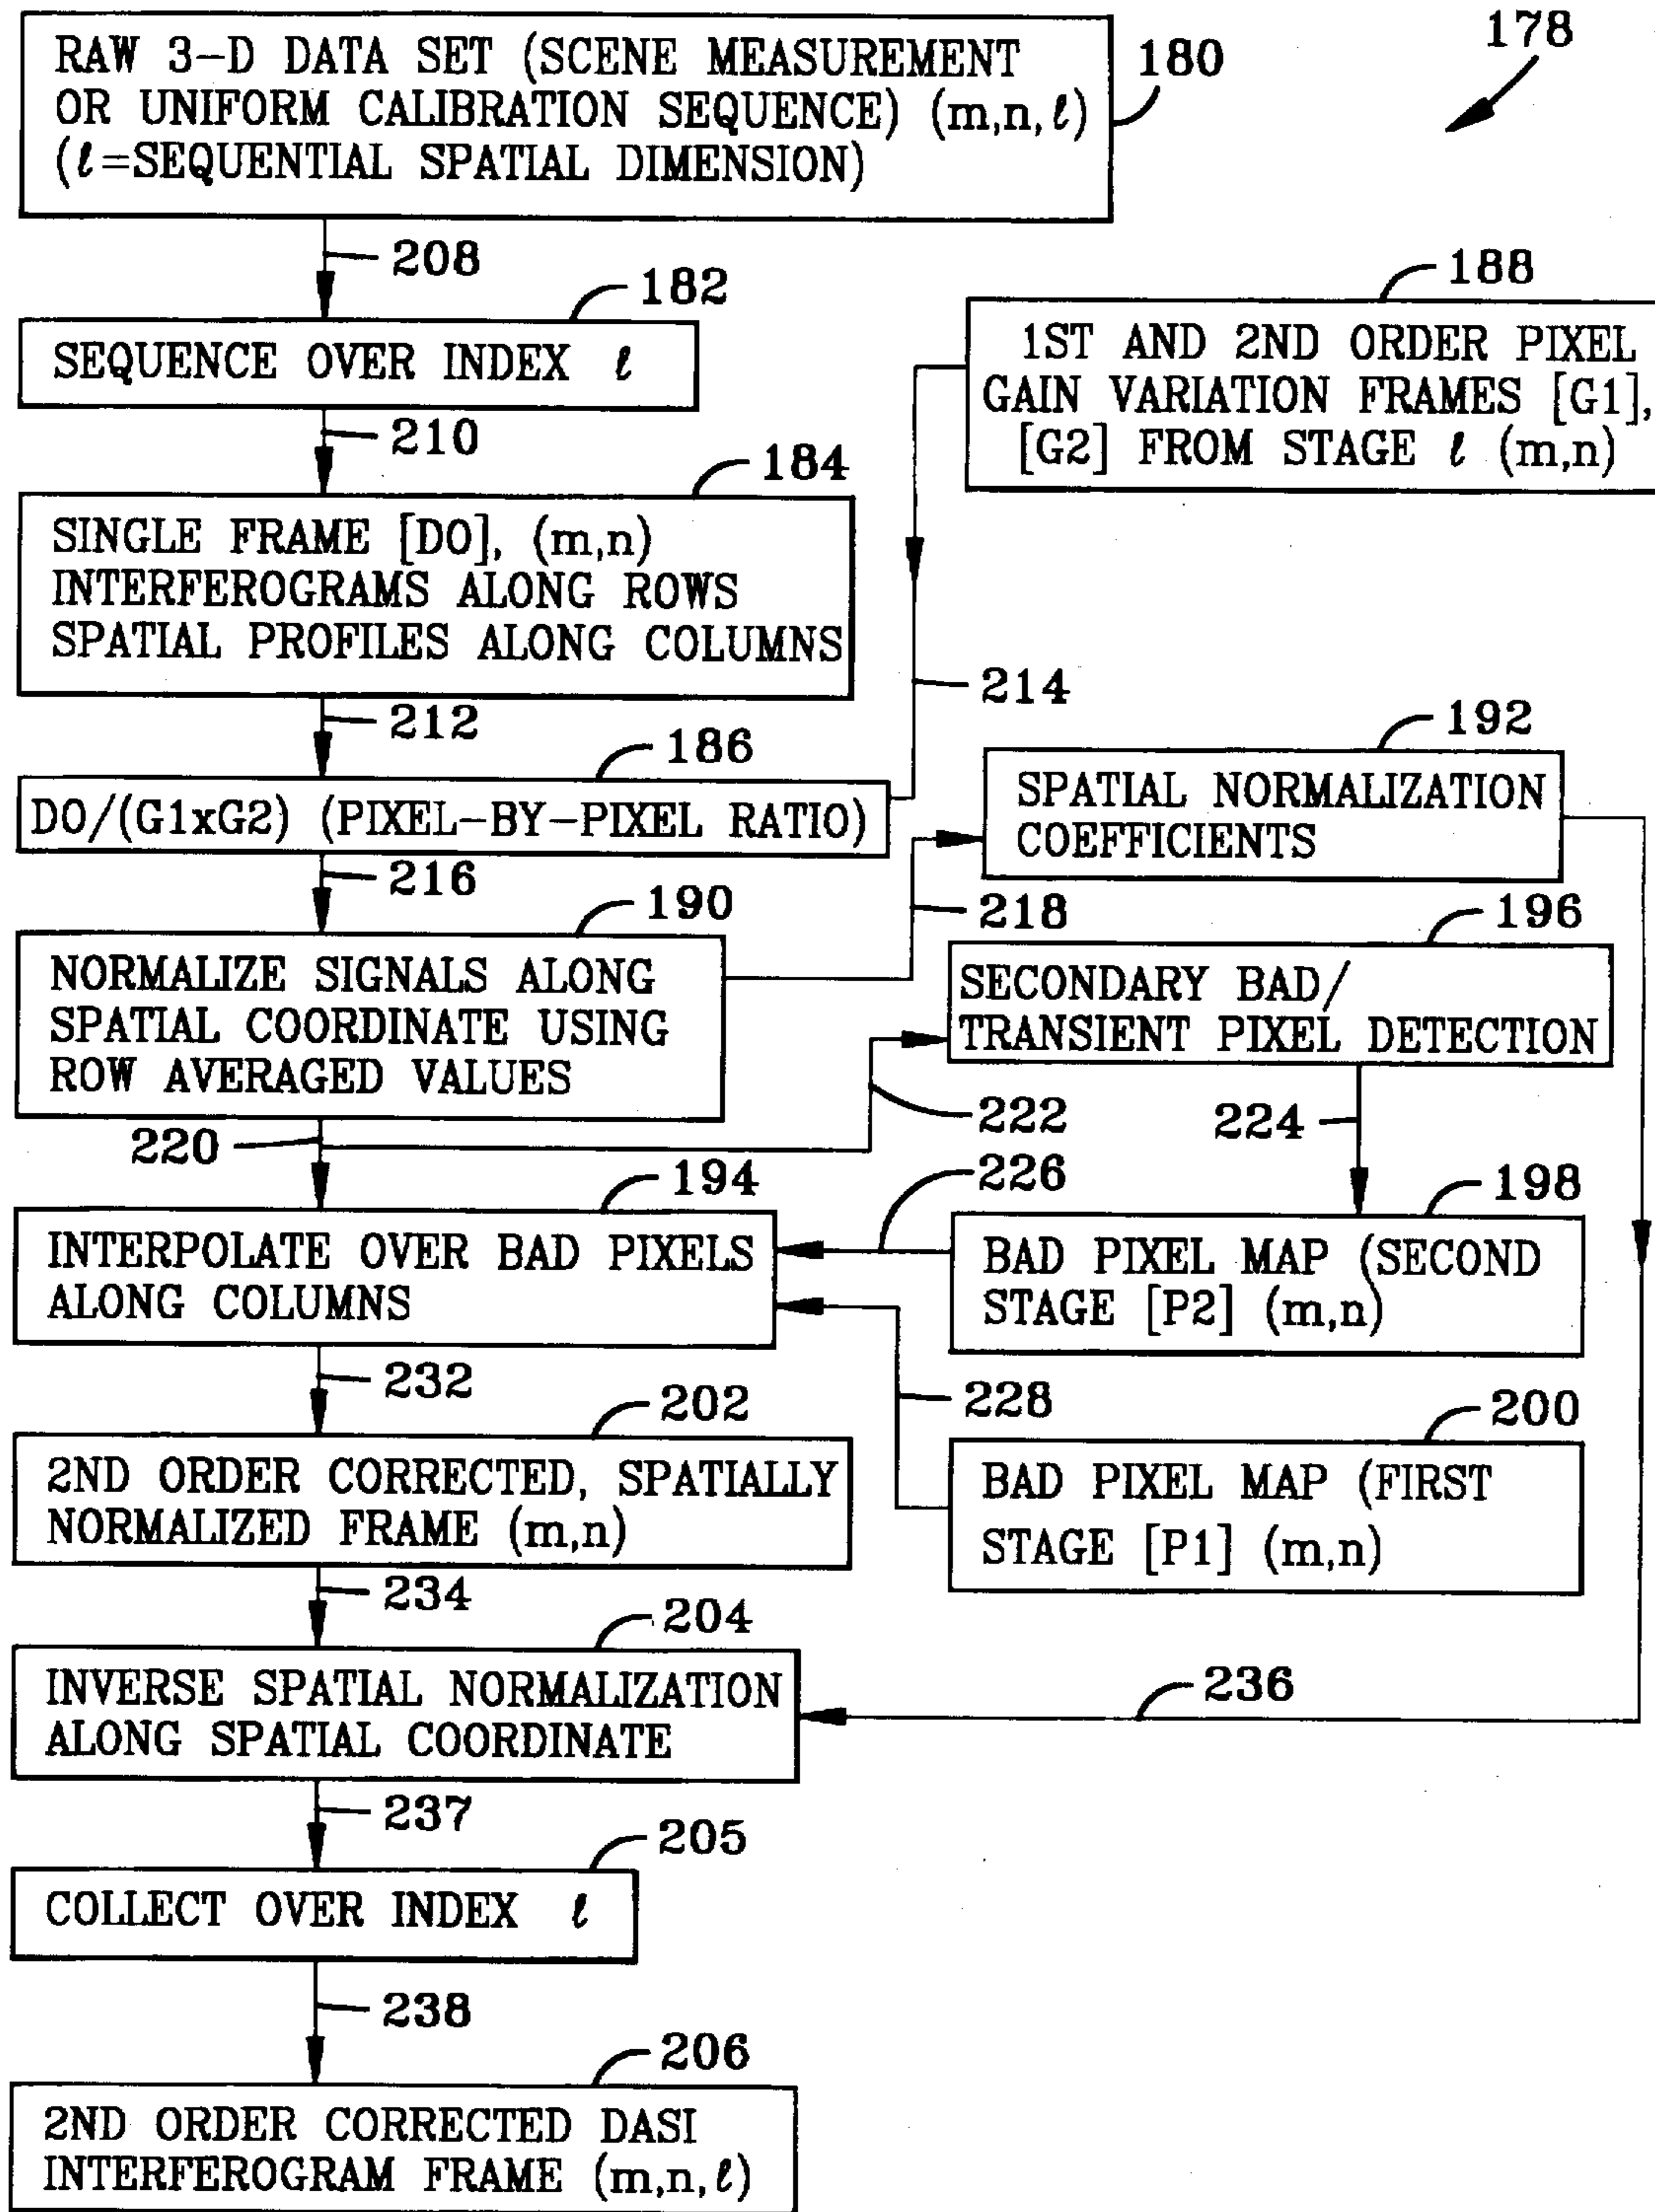 178
RAW 3-D DATA SET (SCENE MEASUREMENT
OR UNIFORM CALIBRATION SEQUENCE) (m,n,ℓ)
(ℓ=SEQUENTIAL SPATIAL DIMENSION)
180
208
182
SEQUENCE OVER INDEX ℓ
188
1ST AND 2ND ORDER PIXEL
GAIN VARIATION FRAMES [G1],
[G2] FROM STAGE ℓ (m,n)
210
184
SINGLE FRAME [DO], (m,n)
INTERFEROGRAMS ALONG ROWS
SPATIAL PROFILES ALONG COLUMNS
214
212
186
DO/(G1xG2) (PIXEL-BY-PIXEL RATIO)
192
SPATIAL NORMALIZATION
COEFFICIENTS
216
218
190
NORMALIZE SIGNALS ALONG
SPATIAL COORDINATE USING
ROW AVERAGED VALUES
196
SECONDARY BAD/
TRANSIENT PIXEL DETECTION
220
222
224
226
194
INTERPOLATE OVER BAD PIXELS
ALONG COLUMNS
198
BAD PIXEL MAP (SECOND
STAGE [P2] (m,n)
232
228
202
2ND ORDER CORRECTED, SPATIALLY
NORMALIZED FRAME (m,n)
200
BAD PIXEL MAP (FIRST
STAGE [P1] (m,n)
234
204
INVERSE SPATIAL NORMALIZATION
ALONG SPATIAL COORDINATE
236
237
205
COLLECT OVER INDEX ℓ
238
206
2ND ORDER CORRECTED DASI
INTERFEROGRAM FRAME (m,n,ℓ)